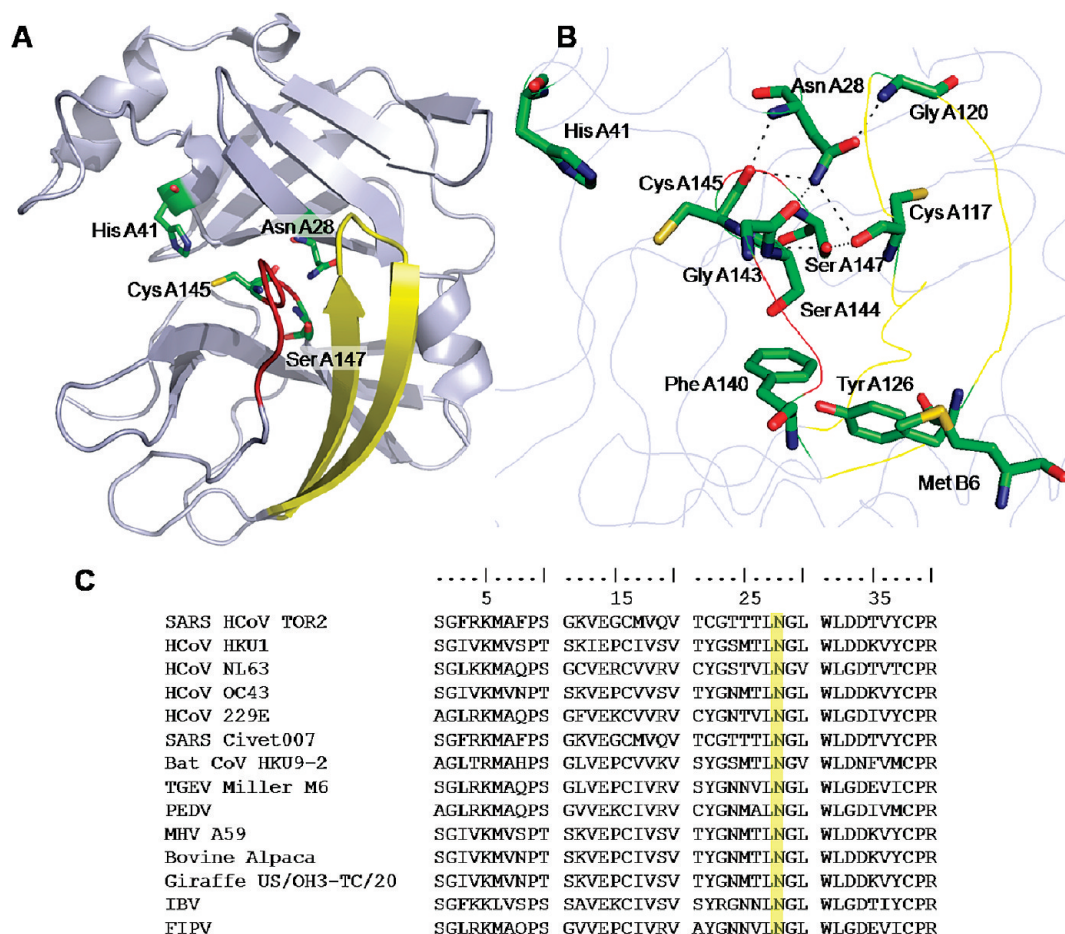 A
B
Asn A28
Gly A120
His A41
Cys A145
Cys A117
Gly A143
Ser A147
Ser A144
Phe A140
Tyr A126
Met B6
His A41
Asn A28
Cys A145
Ser A147
C
....|....| ....|....| ....|....| ....|....|
5 15 25 35
SARS HCoV TOR2 SGFRKMAFPS GKVEGCMVQV TCGTTTLNGL WLDDTVYCPR
HCoV HKU1 SGIVKMVSPT SKIEPCIVSV TYGSMTLNGL WLDDKVYCPR
HCoV NL63 SGLKKMAQPS GCVERCVVRV CYGSTVLNGV WLGDTVTCPR
HCoV OC43 SGIVKMVNPT SKVEPCVVSV TYGNMTLNGL WLDDKVYCPR
HCoV 229E AGLRKMAQPS GFVEKCVVRV CYGNTVLNGL WLGDIVYCPR
SARS Civet007 SGFRKMAFPS GKVEGCMVQV TCGTTTLNGL WLDDTVYCPR
Bat CoV HKU9-2 AGLTRMAHPS GLVEPCVVKV SYGSMTLNGV WLDNFVMCPR
TGEV Miller M6 SGLRKMAQPS GLVEPCIVRV SYGNNVLNGL WLGDEVICPR
PEDV AGLRKMAQPS GVVEKCIVRV CYGNMALNGL WLGDIVMCPR
MHV A59 SGIVKMVSPT SKVEPCIVSV TYGNMTLNGL WLDDKVYCPR
Bovine Alpaca SGIVKMVNPT SKVEPCIVSV TYGNMTLNGL WLDDKVYCPR
Giraffe US/OH3-TC/20 SGIVKMVNPT SKVEPCIVSV TYGNMTLNGL WLDDKVYCPR
IBV SGFKKLVSPS SAVEKCIVSV SYRGNNLNGL WLGDTIYCPR
FIPV SGLRKMAQPS GVVEPCIVRV AYGNNVLNGL WLGDEVICPR